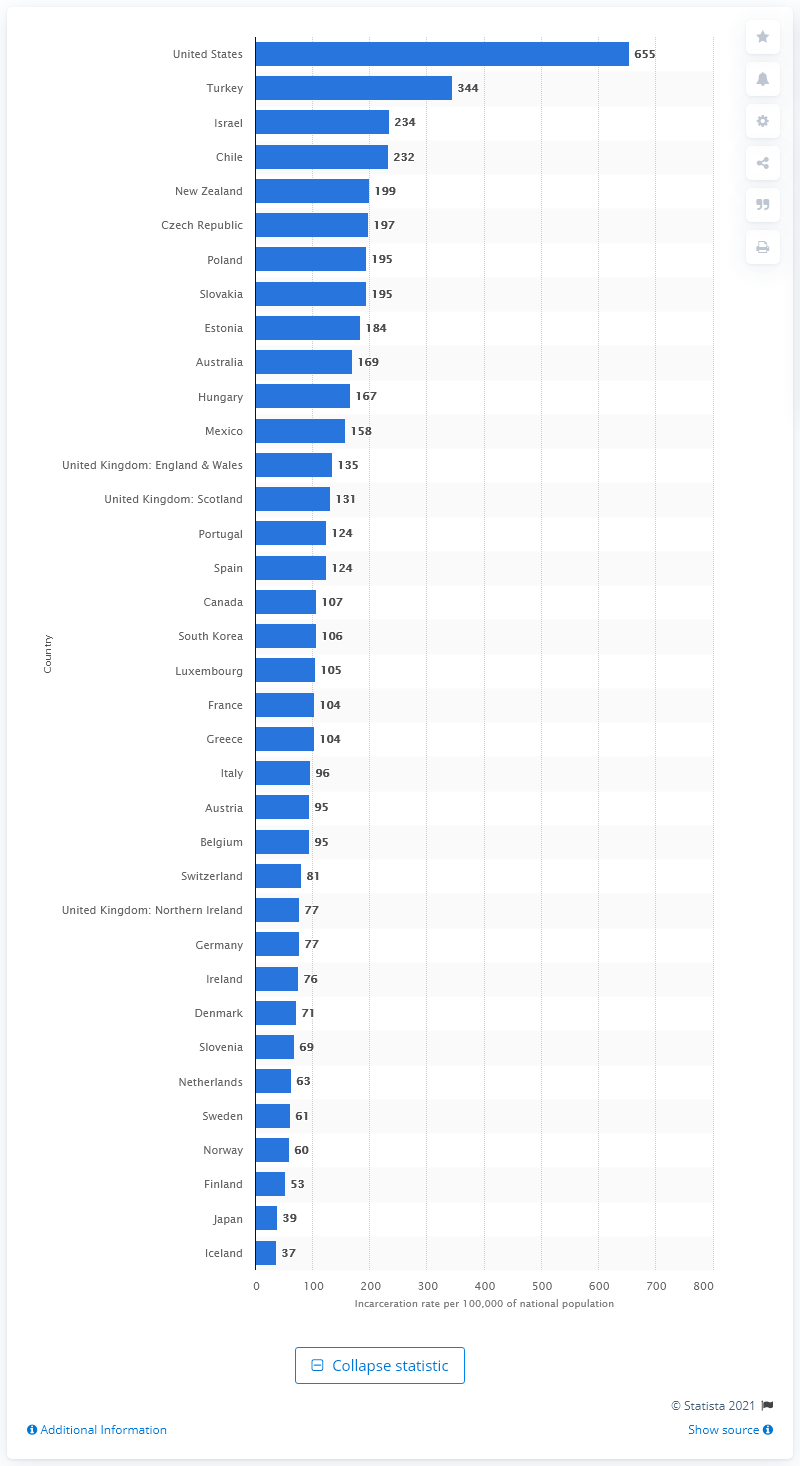 United States 655
Turkey 344
Israel 234
Chile 232
New Zealand 199
Czech Republic 197
Poland 195
Slovakia 195
Estonia 184
Australia 169
Hungary 167
Mexico 158
United Kingdom: England & Wales 135
United Kingdom: Scotland 131
Portugal 124
Spain 124
Canada 107
South Korea 106
Luxembourg 105
France 104
Greece 104
Italy 96
Austria 95
Belgium 95
Switzerland 81
United Kingdom: Northern Ireland 77
Germany 77
Ireland 76
Denmark 71
Slovenia 69
Netherlands 63
Sweden 61
Norway 60
Finland 53
Japan 39
Iceland 37
Country
0 100 200 300 400 500 600 700 800
Incarceration rate per 100,000 of national population
Collapse statistic
© Statista 2021
Additional Information Show source